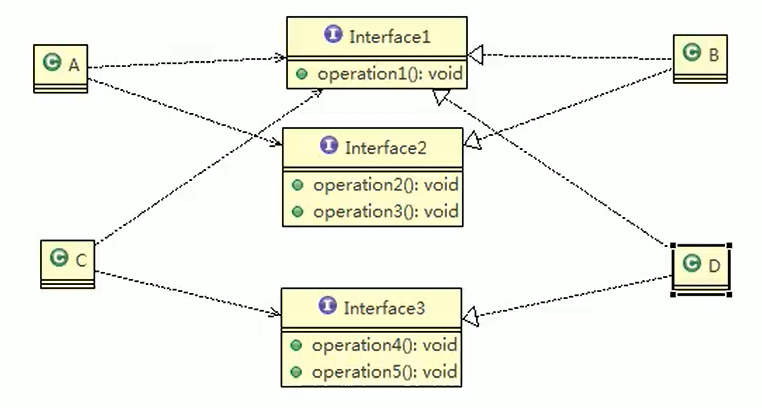 Interface1
operation1(): void
A
B
Interface2
operation2(): void
operation3(): void
C
D
Interface3
operation4(): void
operation5(): void